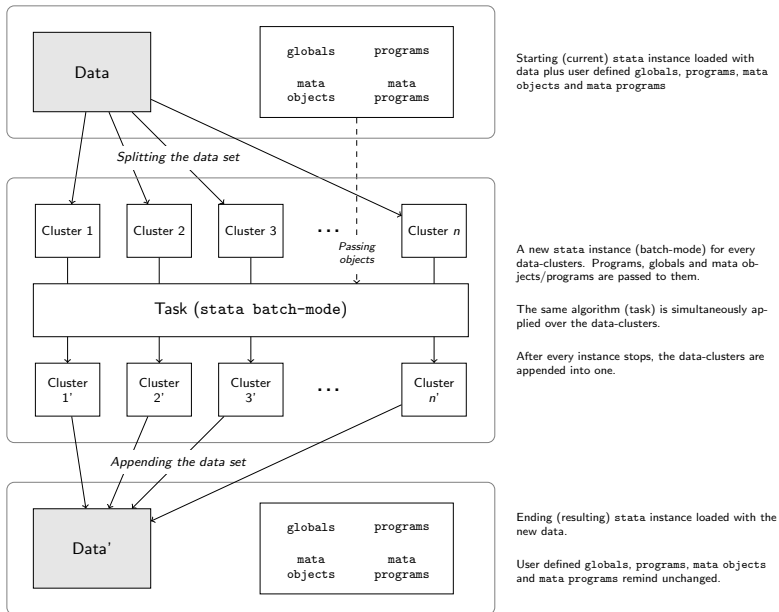 Data
globals programs
mata mata
objects programs
Starting (current) stata instance loaded with
data plus user defined globals, programs, mata
objects and mata programs
Splitting the data set
Cluster 1 Cluster 2 Cluster 3 ... Cluster n
Passing
objects
Task (stata batch-mode)
A new stata instance (batch-mode) for every
data-clusters. Programs, globals and mata ob-
jects/programs are passed to them.
The same algorithm (task) is simultaneously ap-
plied over the data-clusters.
After every instance stops, the data-clusters are
appended into one.
Cluster Cluster Cluster ... Cluster
1' 2' 3' n'
Appending the data set
Data'
globals programs
mata mata
objects programs
Ending (resulting) stata instance loaded with the
new data.
User defined globals, programs, mata objects
and mata programs remind unchanged.